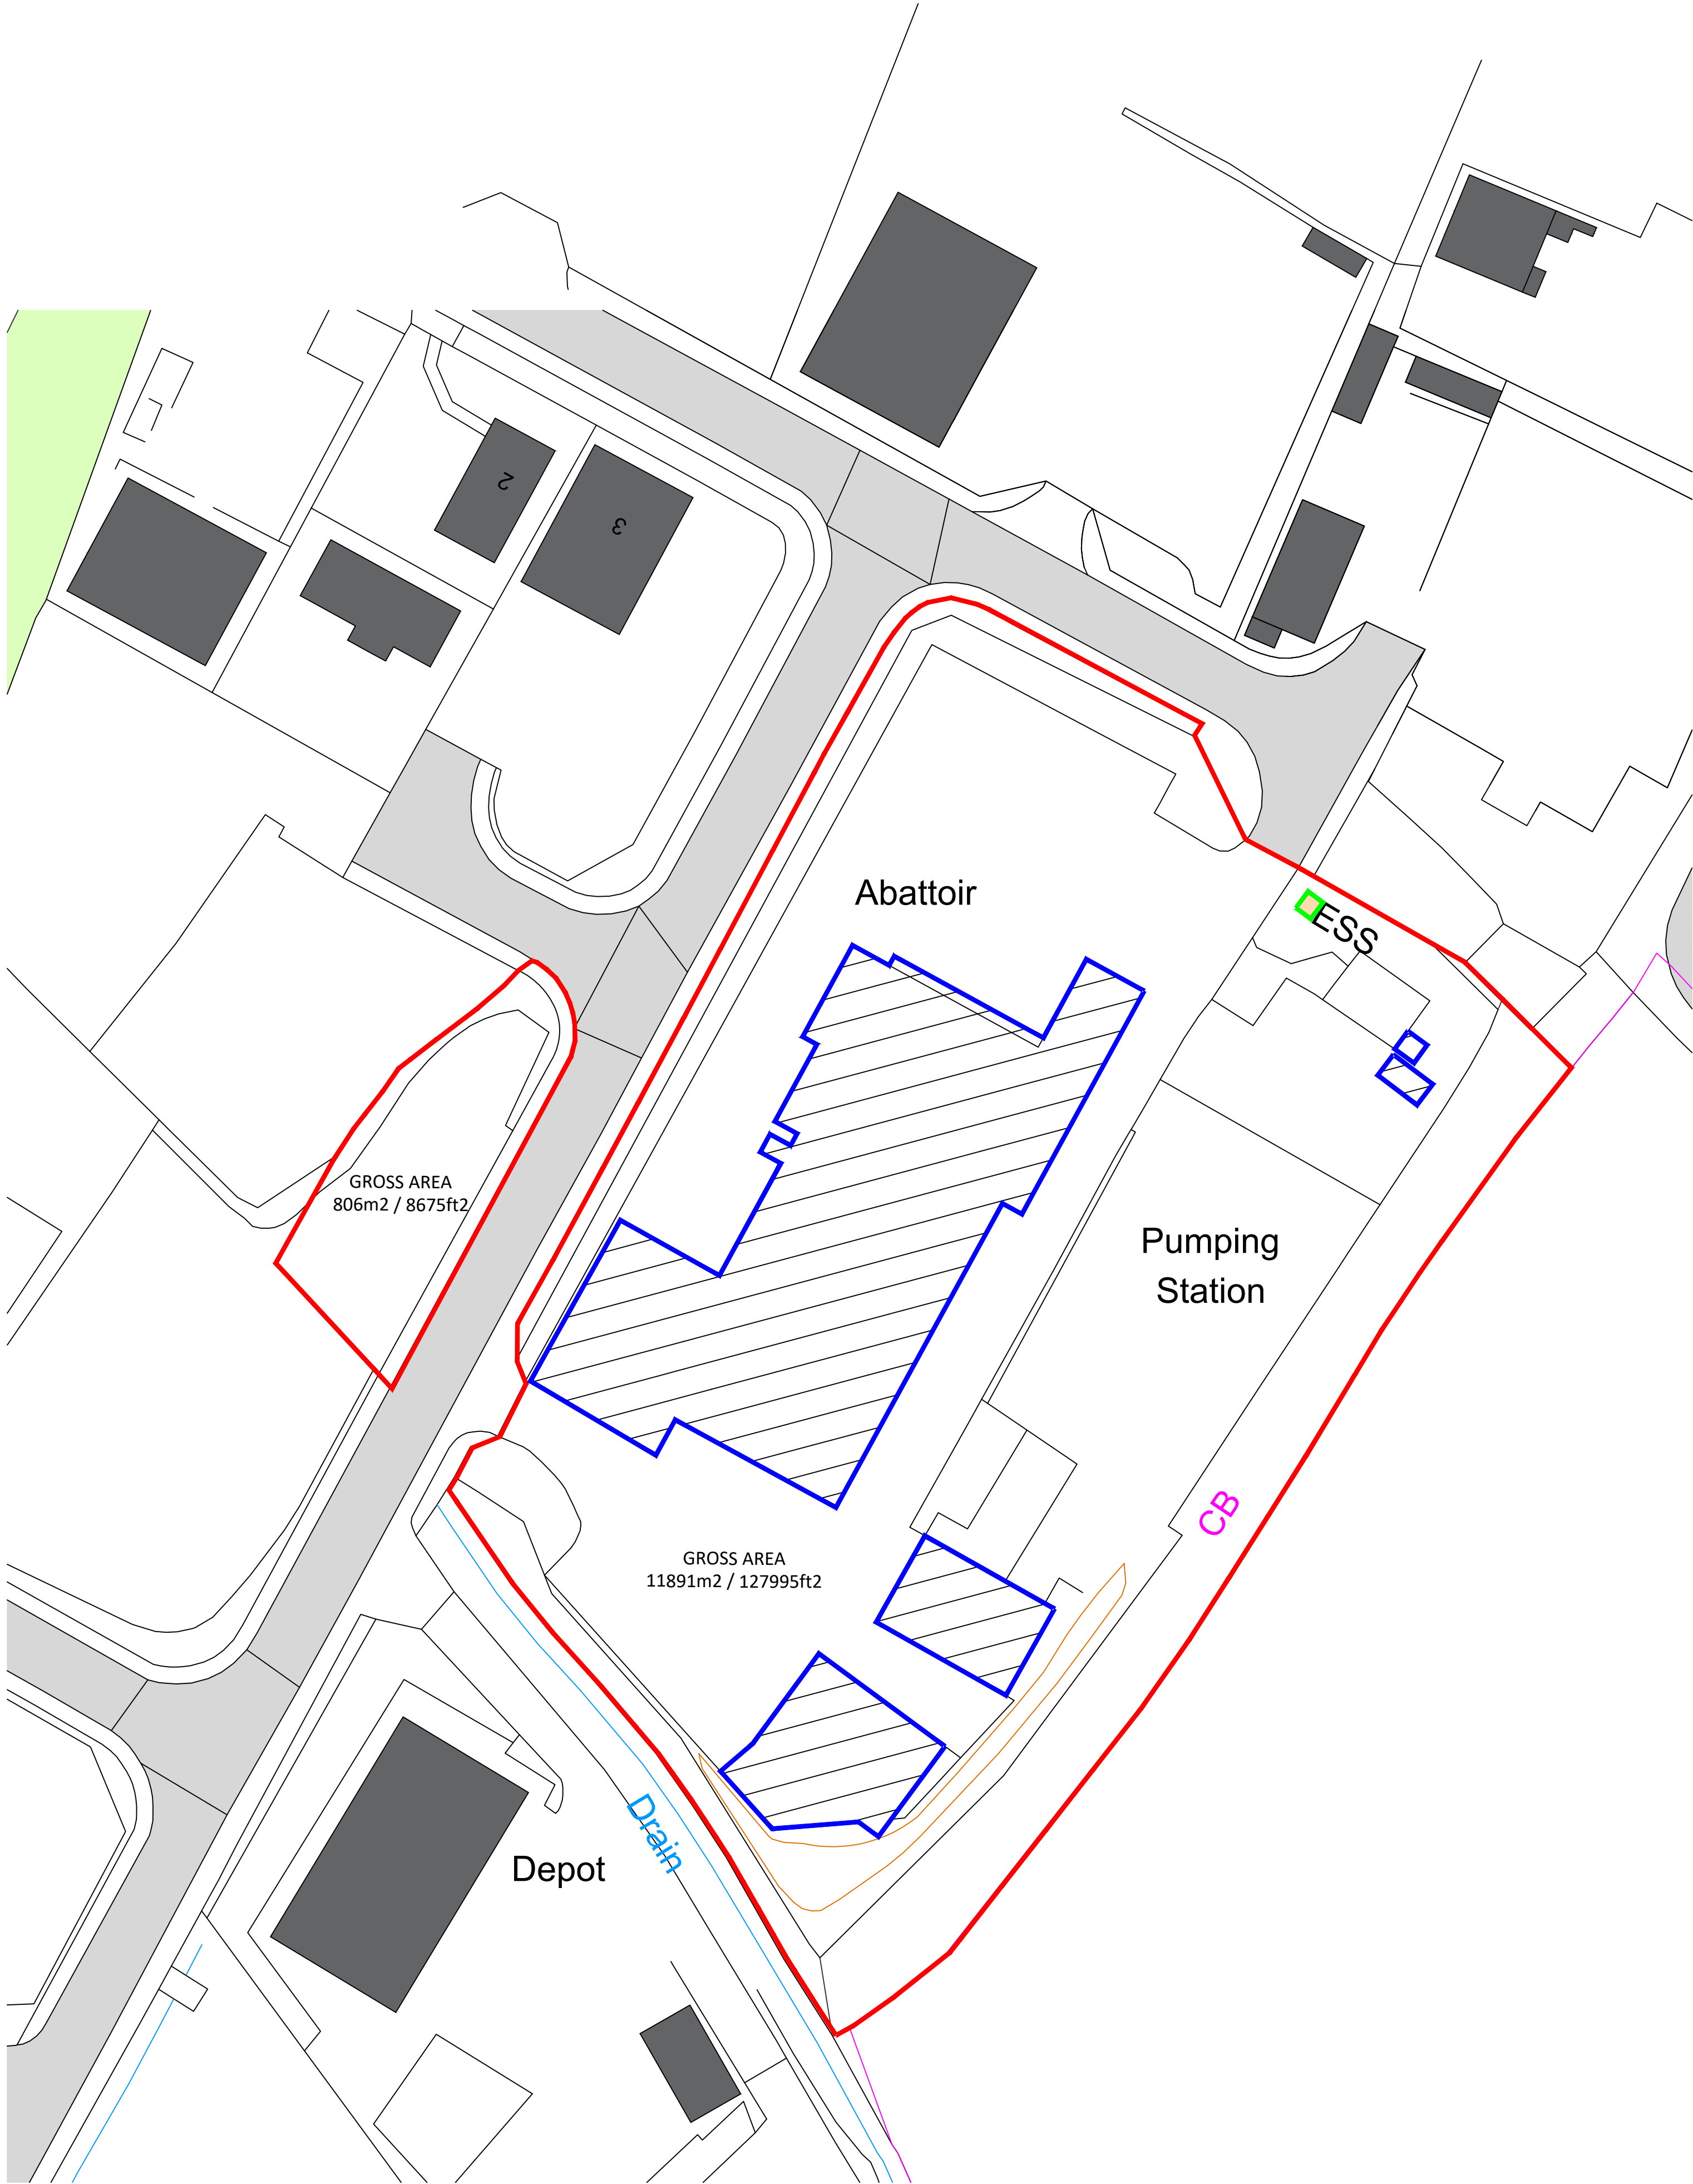 2
3
Abattoir
ESS
GROSS AREA
806m2 / 8675ft2
Pumping
Station
CB
GROSS AREA
11891m2 / 127995ft2
Drain
Depot